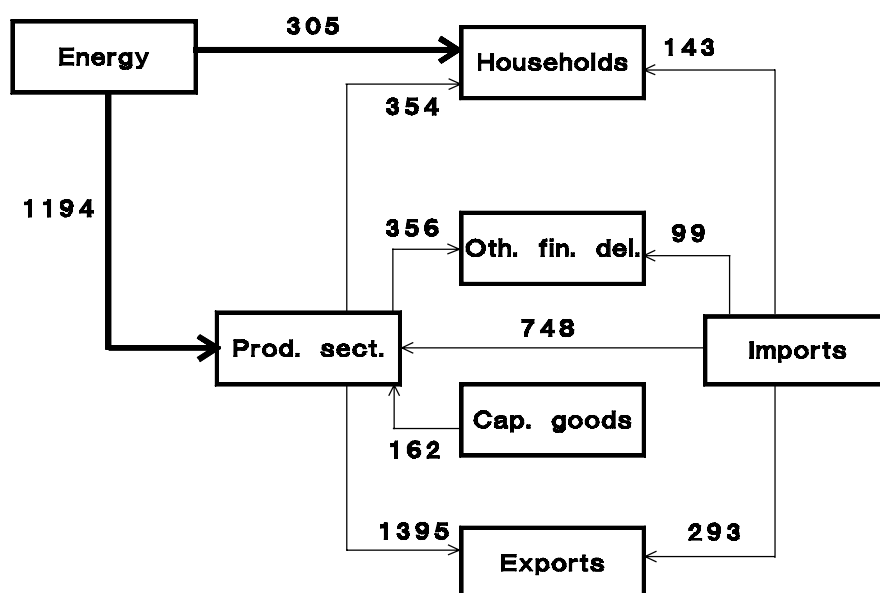 305
Energy
Households
143
354
1194
356
99
Oth. fin. del.
748
Prod. sect.
Imports
Cap. goods
162
1395
293
Exports